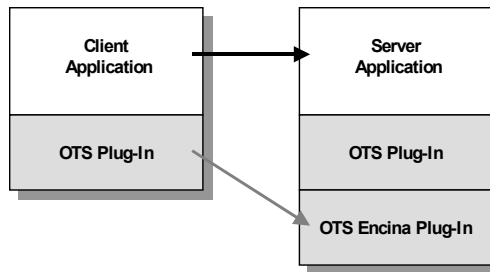 Client
Application
OTS Plug-In
Server
Application
OTS Plug-In
OTS Encina Plug-In